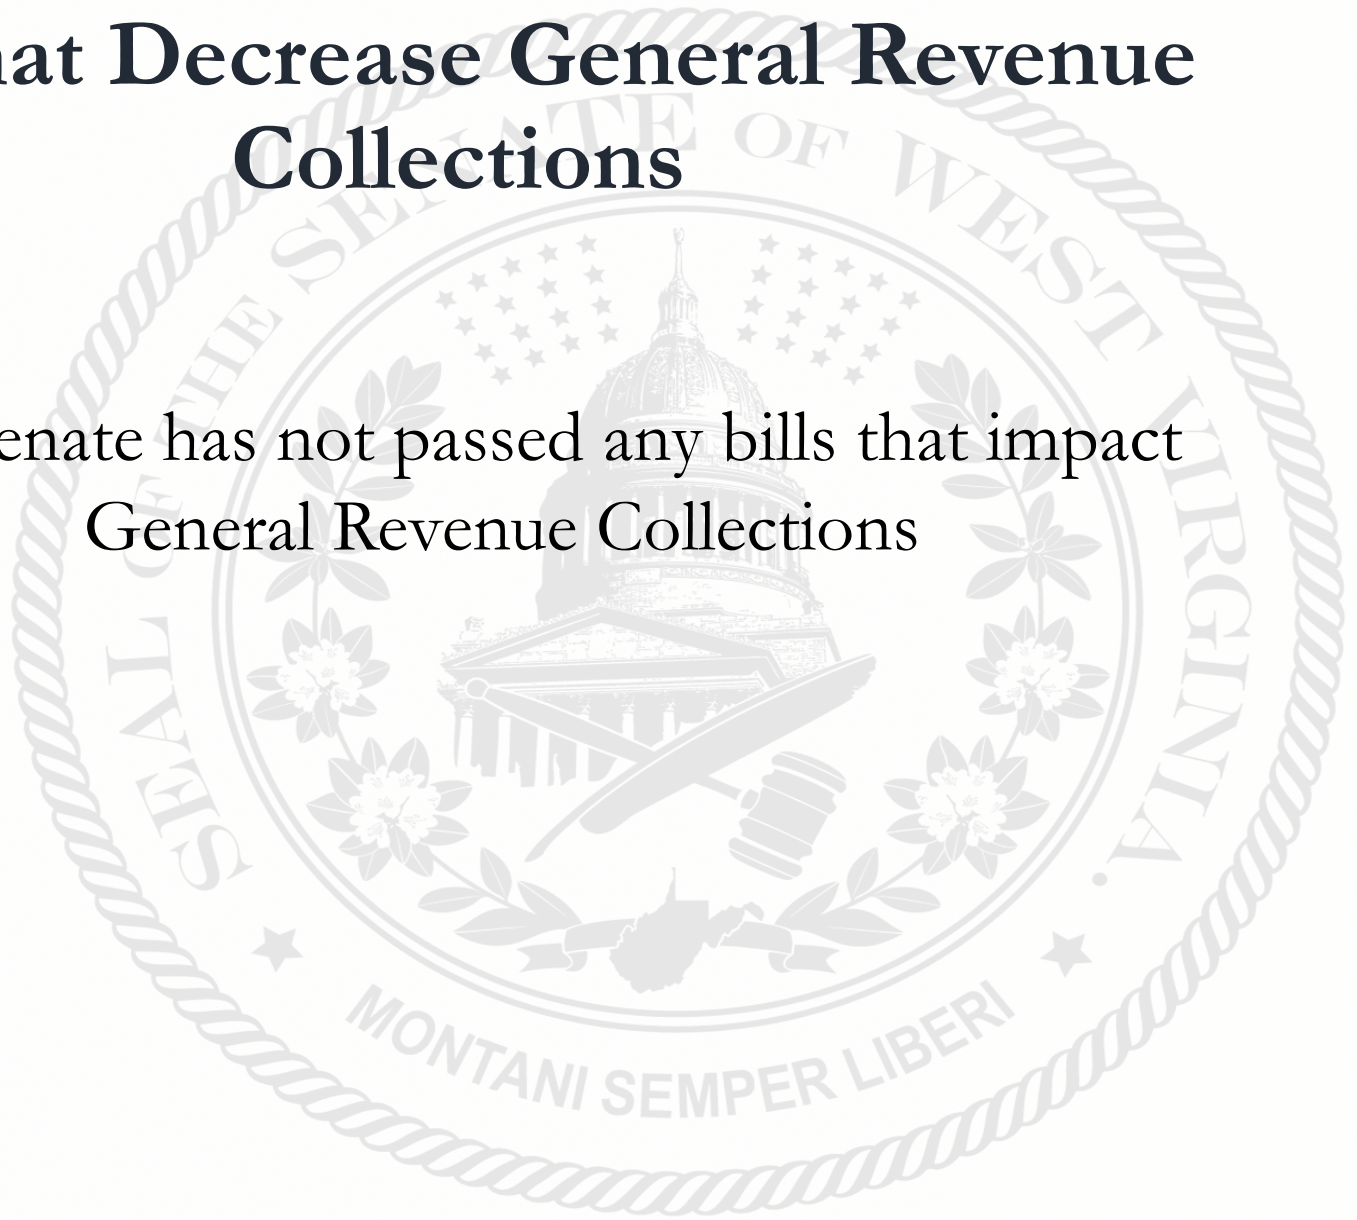 hat Decrease General Revenue
Collections
enate has not passed any bills that impact
General Revenue Collections
SEAL OF THE SENATE OF WEST VIRGINIA.
MONTANI SEMPER LIBERI